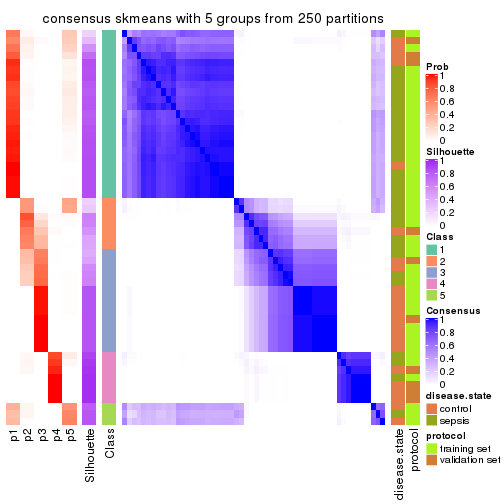 consensus skmeans with 5 groups from 250 partitions
Prob
1
0.8
0.6
0.4
0.2
0
Silhouette
1
0.8
0.6
0.4
0.2
0
Class
1
2
3
4
5
Consensus
1
0.8
0.6
0.4
0.2
0
disease.state
control
sepsis
protocol
training set
validation set
p1
p2
p3
p4
p5
Silhouette
Class
disease.state
protocol